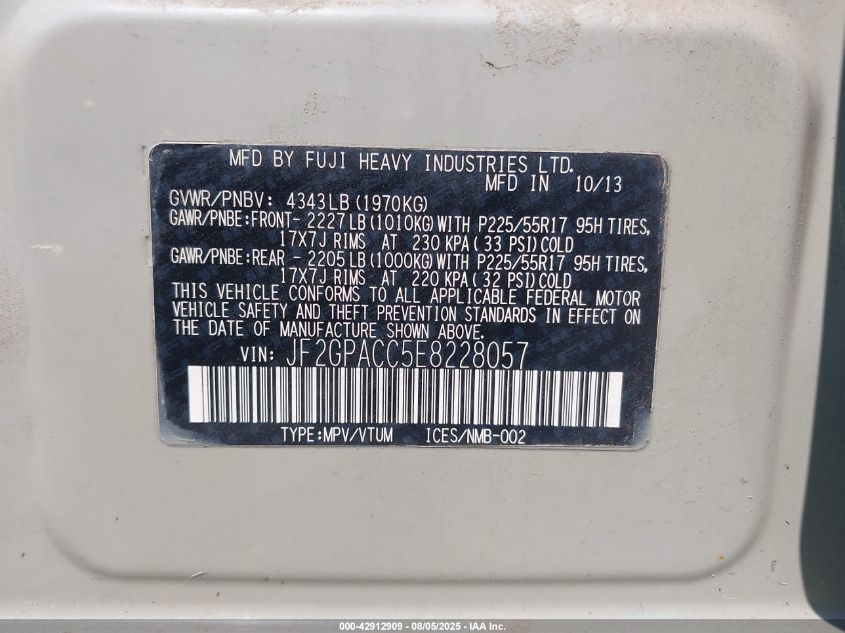 MFD BY FUJI HEAVY INDUSTRIES LTD.
MFD IN 10/13
GVWR/PNBV: 4343LB (1970KG)
GAWR/PNBE:FRONT- 2227LB(1010KG)WITH P225/55R17 95H TIRES,
17X7J RIMS AT 230 KPA( 33 PSI)COLD
GAWR/PNBE:REAR - 2205LB(1000KG)WITH P225/55R17 95H TIRES,
17X7J RIMS AT 220 KPA( 32 PSI)COLD
THIS VEHICLE CONFORMS TO ALL APPLICABLE FEDERAL MOTOR
VEHICLE SAFETY AND THEFT PREVENTION STANDARDS IN EFFECT ON
THE DATE OF MANUFACTURE SHOWN ABOVE.
VIN: JF2GPACC5E8228057
TYPE:MPV/VTUM ICES/NMB-002
000-42912909 - 08/05/2025 - IAA Inc.